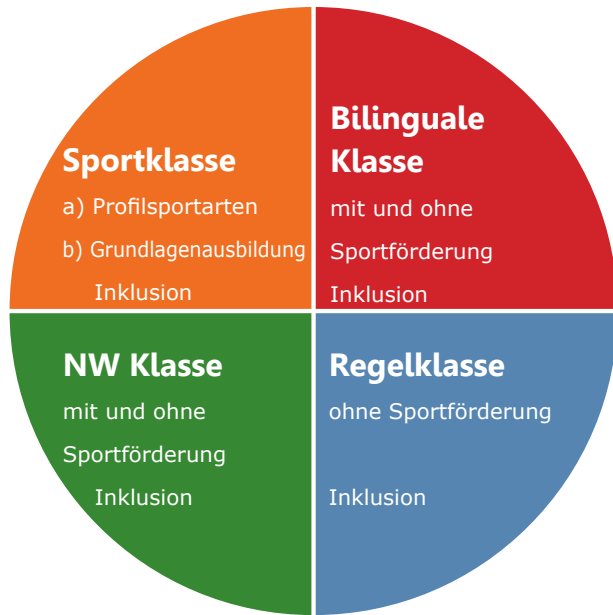 Sportklasse
a) Profilsportarten
b) Grundlagenausbildung
Inklusion
Bilinguale
Klasse
mit und ohne
Sportförderung
Inklusion
NW Klasse
mit und ohne
Sportförderung
Inklusion
Regelklasse
ohne Sportförderung
Inklusion